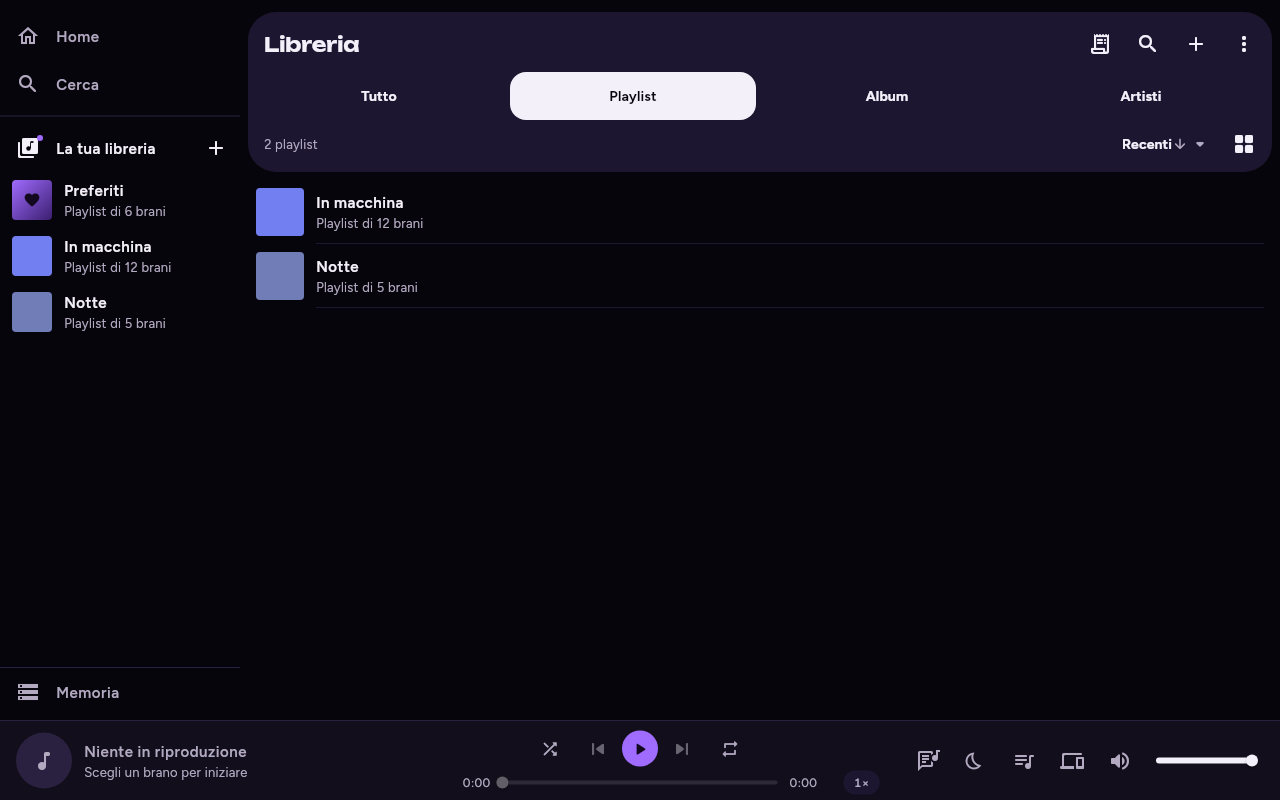 Home
Cerca
La tua libreria
Preferiti
Playlist di 6 brani
In macchina
Playlist di 12 brani
Notte
Playlist di 5 brani
Memoria
Libreria
Tutto
Playlist
Album
Artisti
2 playlist
Recenti
In macchina
Playlist di 12 brani
Notte
Playlist di 5 brani
Niente in riproduzione
Scegli un brano per iniziare
0:00
0:00
1×